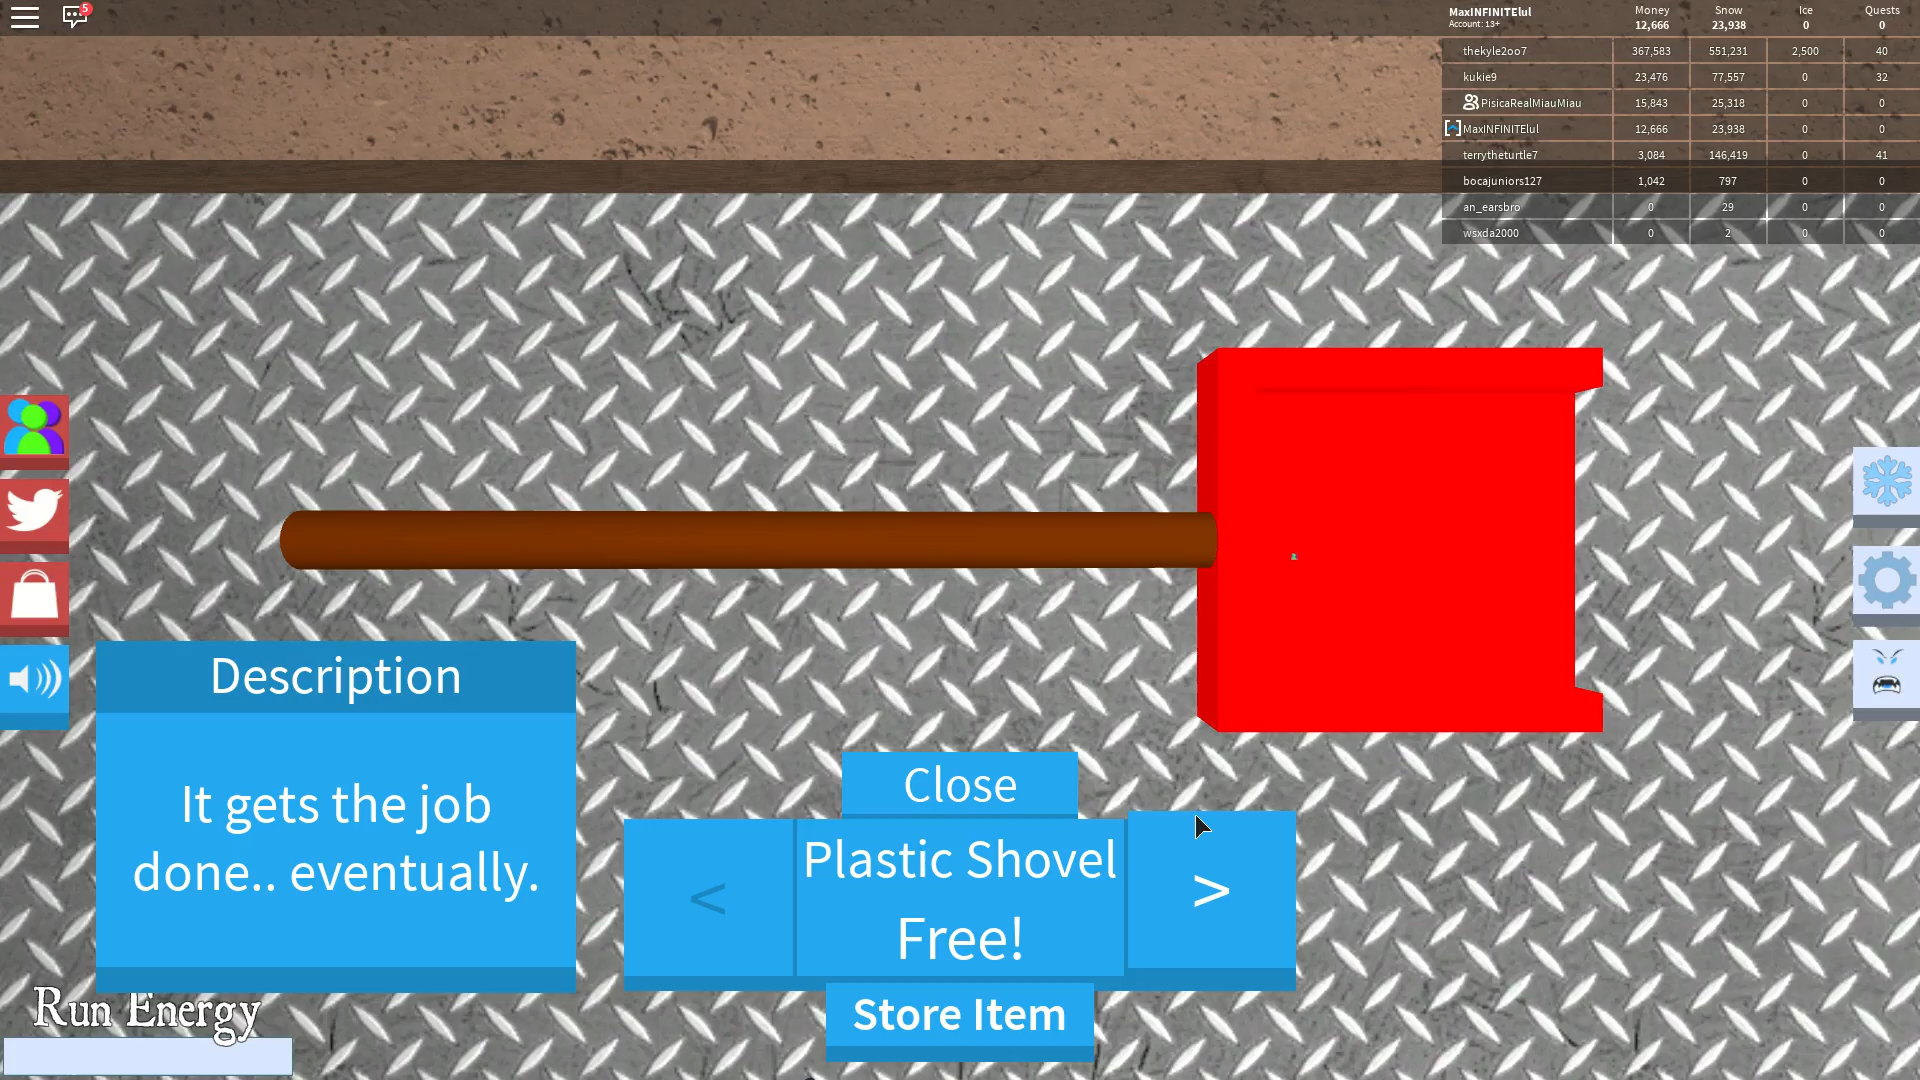 5
MaxINFINITElul
Account: 13+
Money Snow Ice Quests
12,666 23,938 0 0
thekyle2oo7 367,583 551,231 2,500 40
kukie9 23,476 77,557 0 32
PisicaRealMiauMiau 15,843 25,318 0 0
MaxINFINITElul 12,666 23,938 0 0
terrytheturtle7 3,084 146,419 0 41
bocajuniors127 1,042 797 0 0
an_earsbro 0 29 0 0
wsxda2000 0 2 0 0
Description
It gets the job
done.. eventually.
Close
<
Plastic Shovel
Free!
>
Store Item
Run Energy